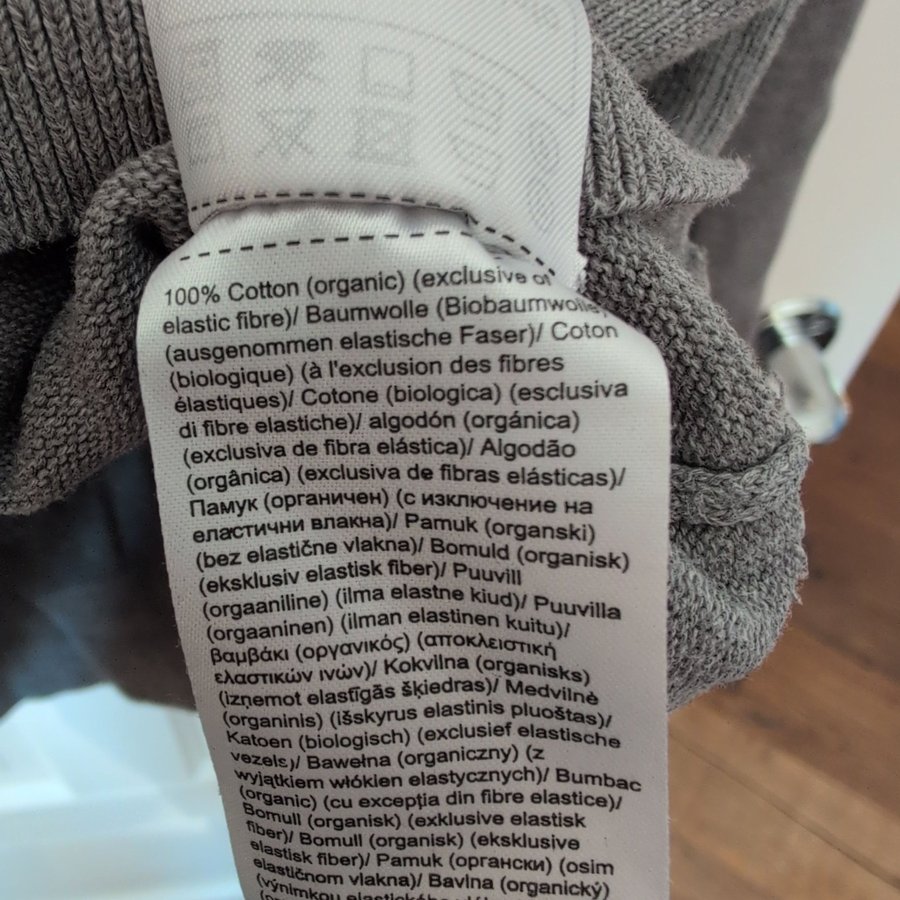 100% Cotton (organic) (exclusive of
elastic fibre)/ Baumwolle (Biobaumwolle)
(ausgenommen elastische Faser)/ Coton
(biologique) (à l'exclusion des fibres
élastiques)/ Cotone (biologica) (esclusiva
di fibre elastiche)/ algodón (orgánica)
(exclusiva de fibra elástica)/ Algodão
(orgânica) (exclusiva de fibras elásticas)/
Памук (органичен) (с изключение на
еластични влакна)/ Pamuk (organski)
(bez elastične vlakna)/ Bomuld (organisk)
(eksklusiv elastisk fiber)/ Puuvill
(orgaaniline) (ilma elastne kiud)/ Puuvilla
(orgaaninen) (ilman elastinen kuitu)/
βαμβάκι (οργανικός) (αποκλειστική
ελαστικών ινών)/ Kokvilna (organisks)
(izņemot elastīgās šķiedras)/ Medvilnė
(organinis) (išskyrus elastinis pluoštas)/
Katoen (biologisch) (exclusief elastische
vezels)/ Bawełna (organiczny) (z
wyjątkiem włókien elastycznych)/ Bumbac
(organic) (cu excepția din fibre elastice)/
Bomull (organisk) (exklusive elastisk
fiber)/ Bomull (organisk) (eksklusive
elastisk fiber)/ Pamuk (органски) (osim
elastičnom vlakna)/ Bavlna (organický)
(výnimkou